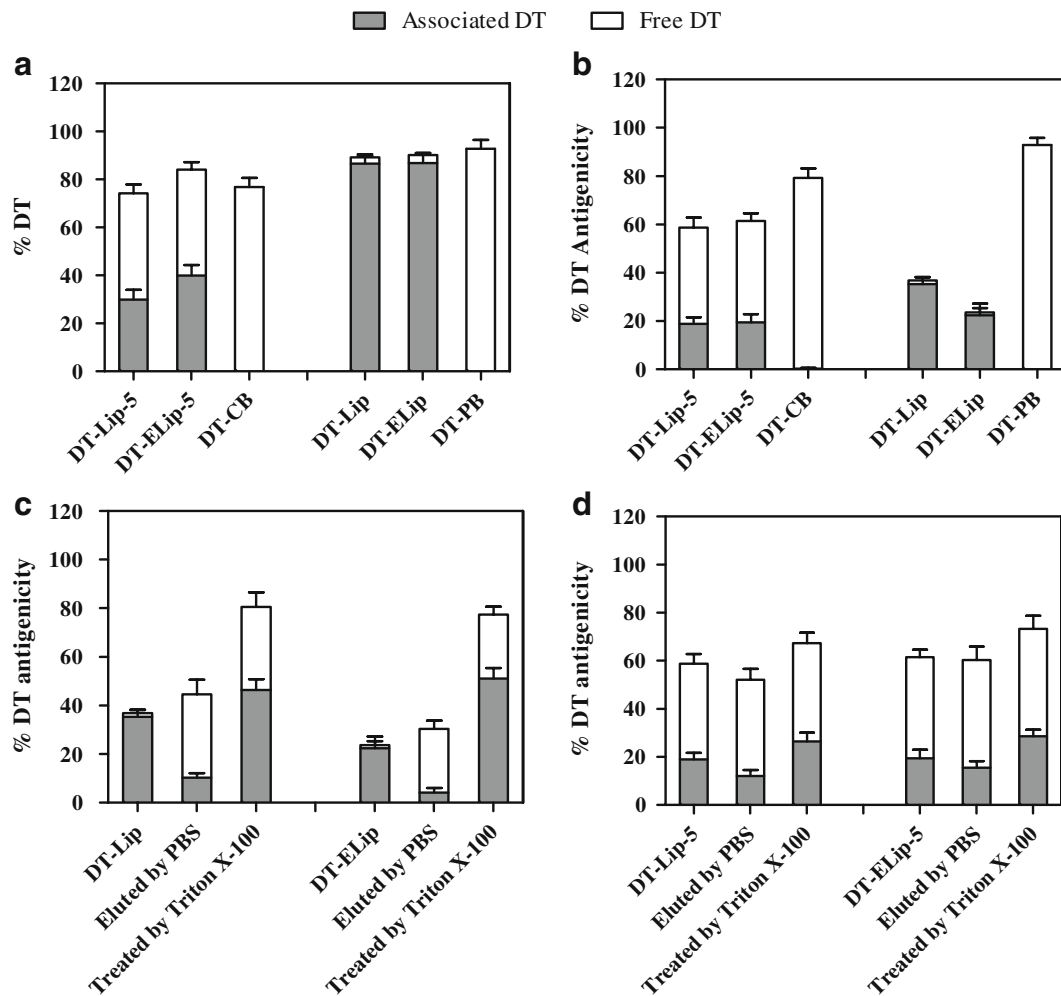 Associated DT Free DT
a
120
100
80
60
40
20
0
% DT
DT-Lip-5
DT-ELip-5
DT-CB
DT-Lip
DT-ELip
DT-PB
b
120
100
80
60
40
20
0
% DT Antigenicity
DT-Lip-5
DT-ELip-5
DT-CB
DT-Lip
DT-ELip
DT-PB
c
120
100
80
60
40
20
0
% DT antigenicity
DT-Lip
Eluted by PBS
Treated by Triton X-100
DT-ELip
Eluted by PBS
Treated by Triton X-100
d
120
100
80
60
40
20
0
% DT antigenicity
DT-Lip-5
Eluted by PBS
Treated by Triton X-100
DT-ELip-5
Eluted by PBS
Treated by Triton X-100